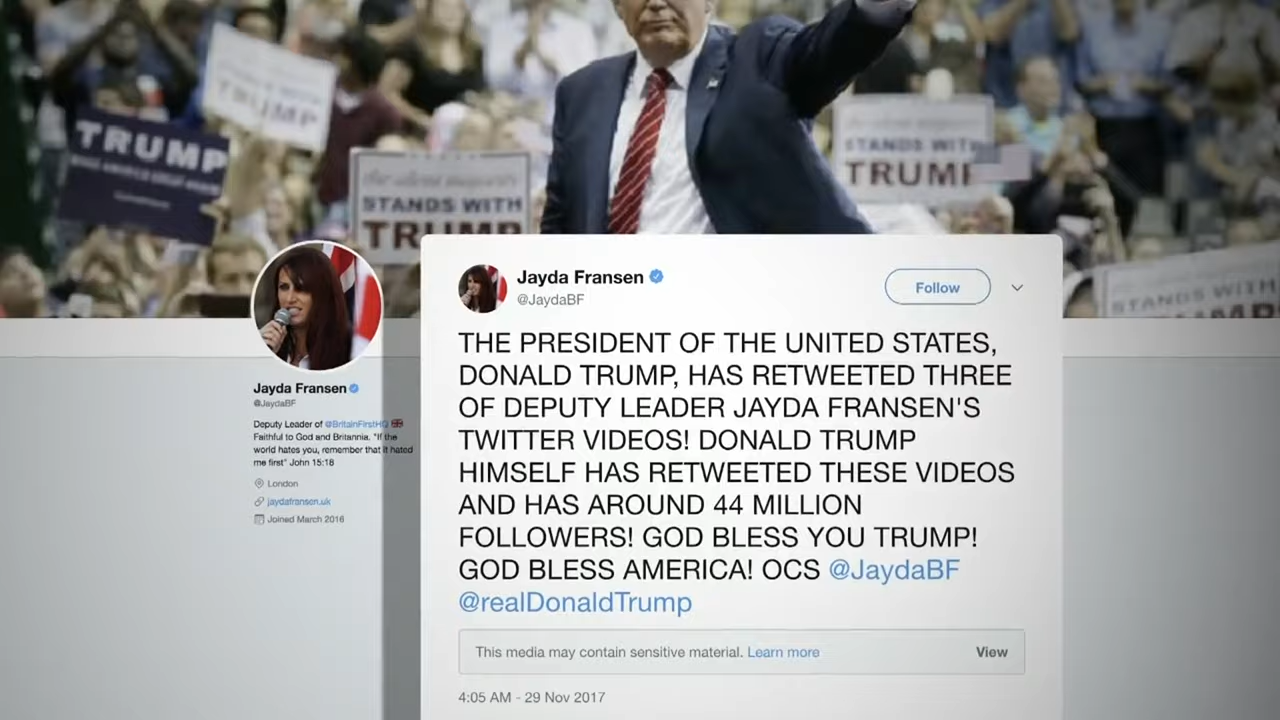 TRUMP
TRUMP
STANDS WITH
TRUMP
STANDS WITH
TRUMP
STANDS WITH
Jayda Fransen
@JaydaBF
Deputy Leader of @BritainFirstHQ
Faithful to God and Britannia. "If the
world hates you, remember that it hated
me first" John 15:18
London
jaydafransen.uk
Joined March 2016
Jayda Fransen
@JaydaBF
Follow
THE PRESIDENT OF THE UNITED STATES,
DONALD TRUMP, HAS RETWEETED THREE
OF DEPUTY LEADER JAYDA FRANSEN'S
TWITTER VIDEOS! DONALD TRUMP
HIMSELF HAS RETWEETED THESE VIDEOS
AND HAS AROUND 44 MILLION
FOLLOWERS! GOD BLESS YOU TRUMP!
GOD BLESS AMERICA! OCS @JaydaBF
@realDonaldTrump
This media may contain sensitive material. Learn more
View
4:05 AM - 29 Nov 2017